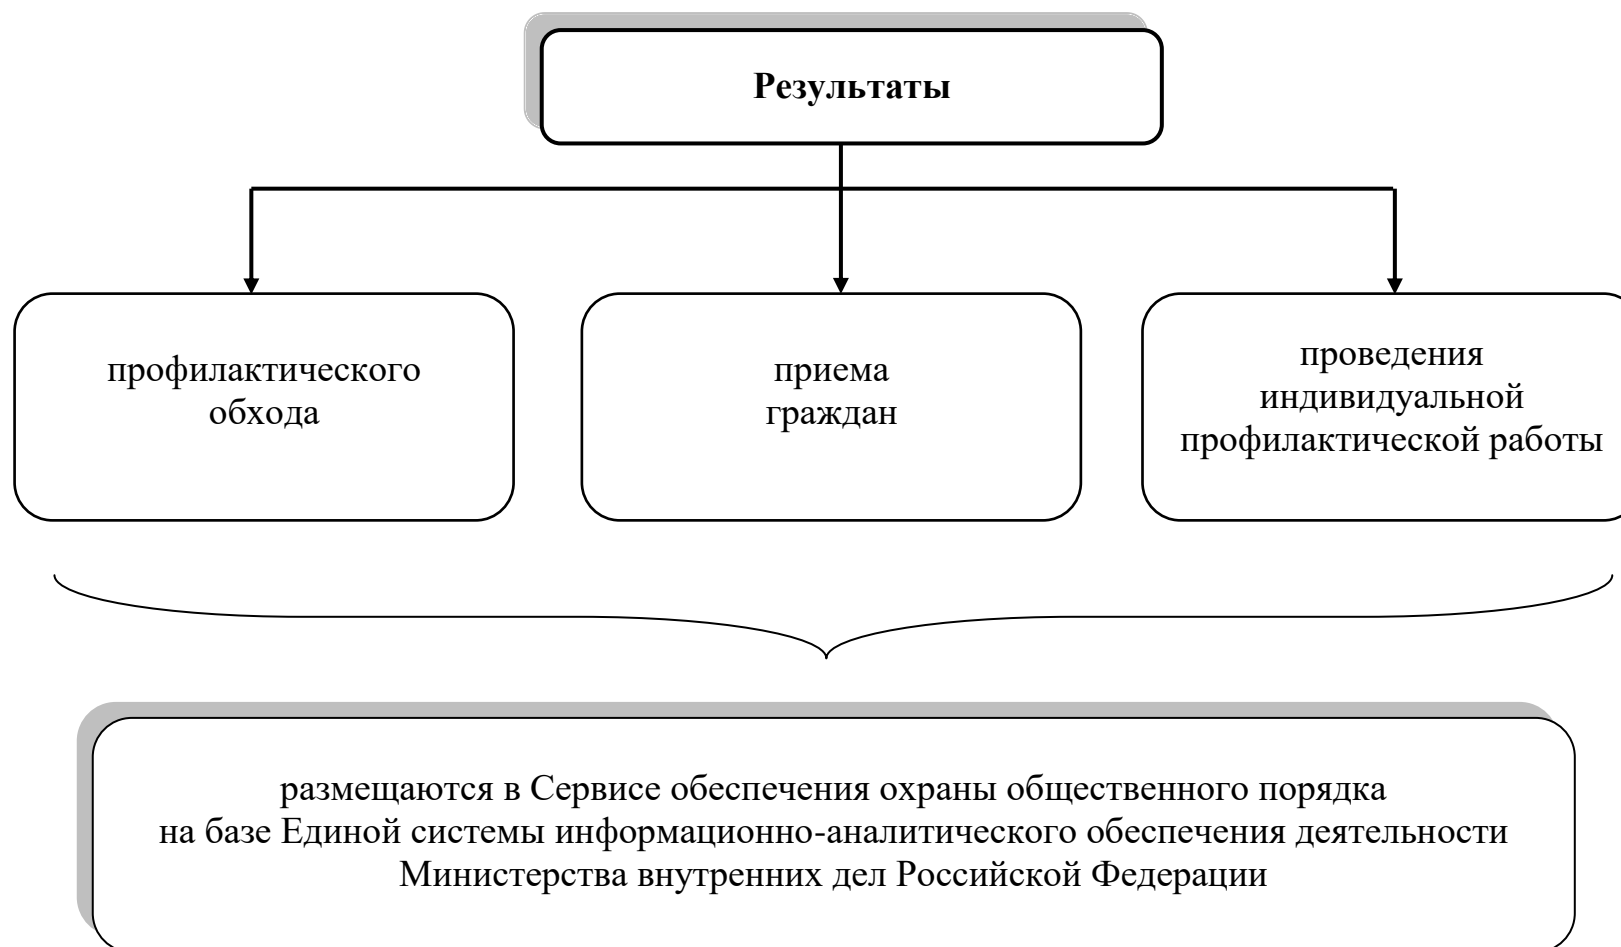 Результаты
профилактического
обхода
приема
граждан
проведения
индивидуальной
профилактической работы
размещаются в Сервисе обеспечения охраны общественного порядка
на базе Единой системы информационно-аналитического обеспечения деятельности
Министерства внутренних дел Российской Федерации